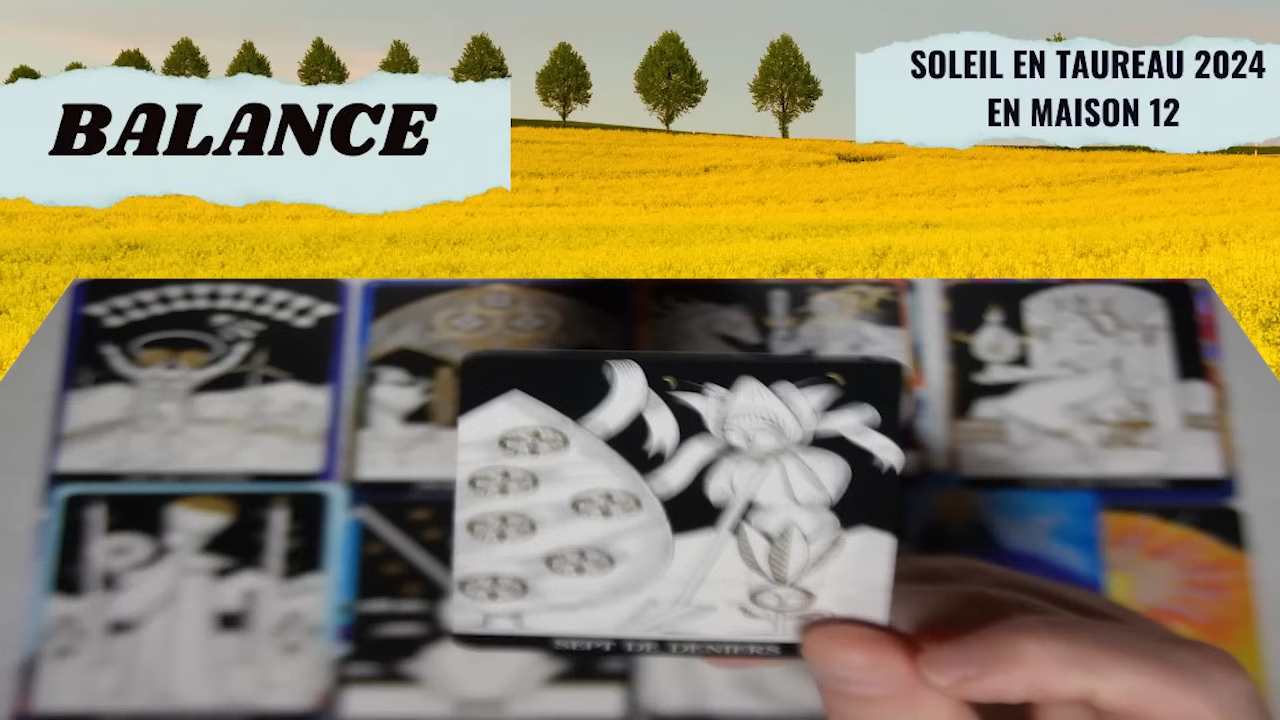 BALANCE
SOLEIL EN TAUREAU 2024
EN MAISON 12
SEPT DE DENIERS